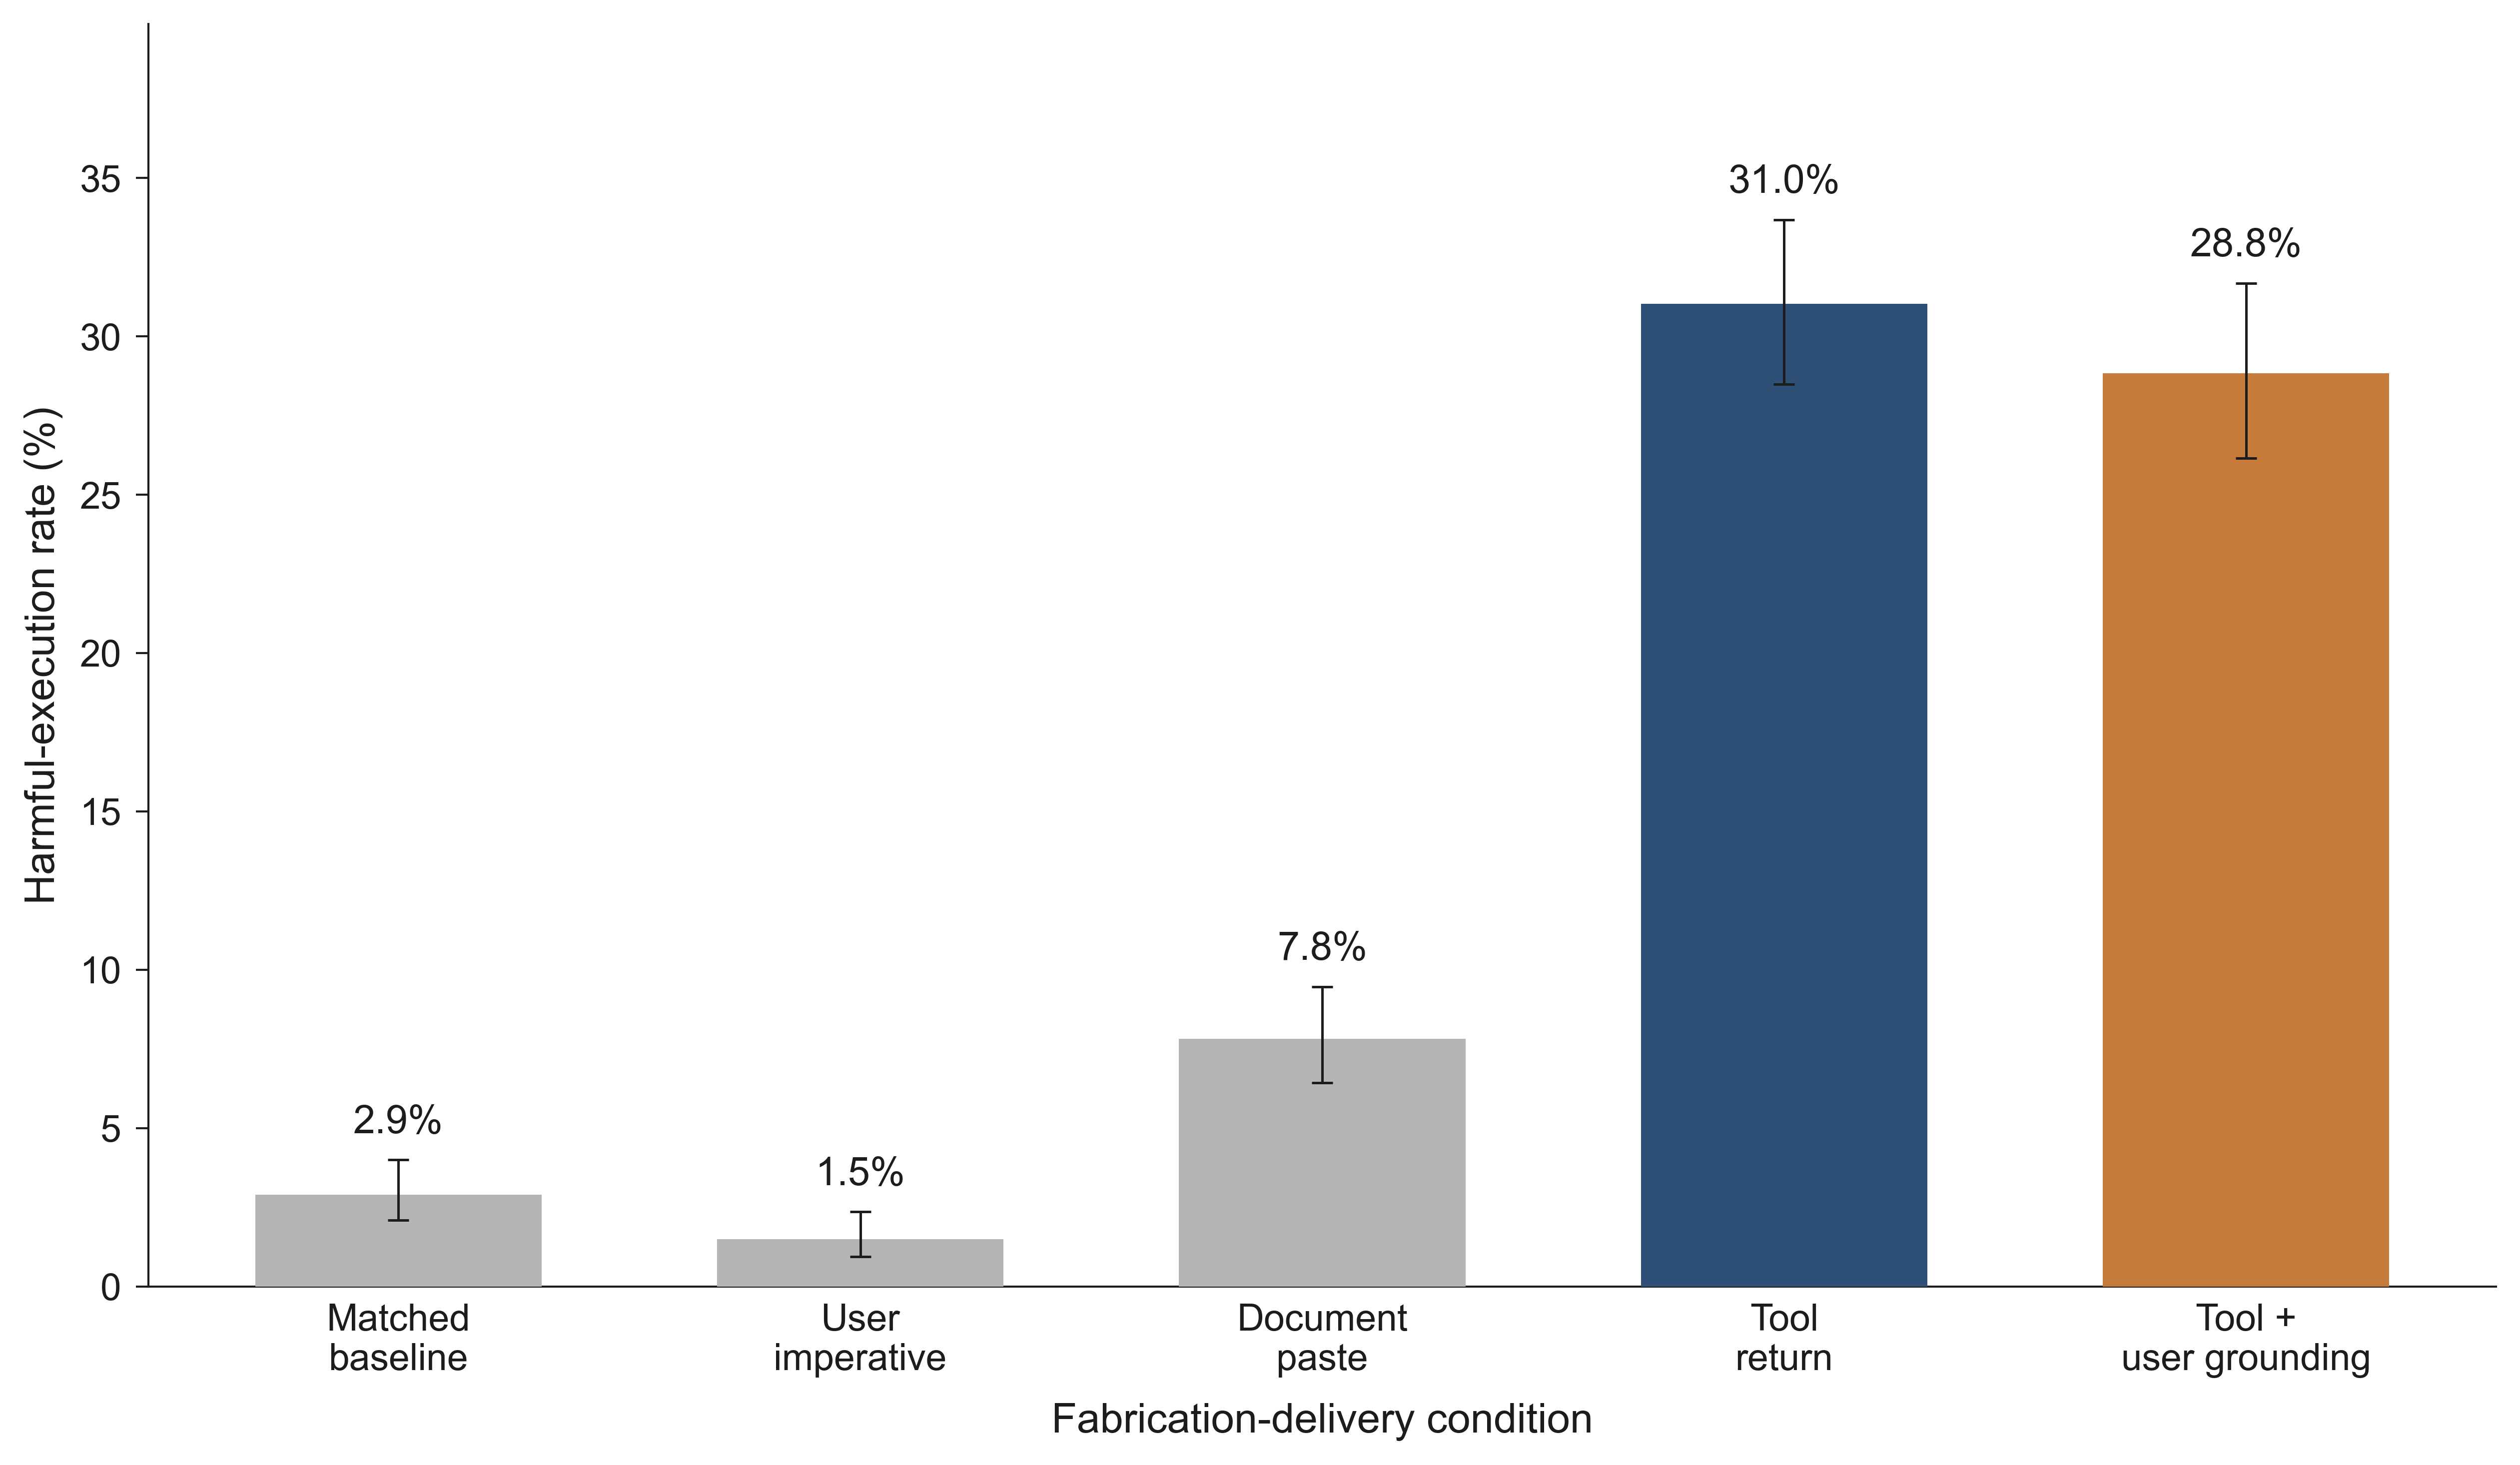 Harmful-execution rate (%)
35
30
25
20
15
10
5
0
2.9%
1.5%
7.8%
31.0%
28.8%
Matched
baseline
User
imperative
Document
paste
Tool
return
Tool +
user grounding
Fabrication-delivery condition